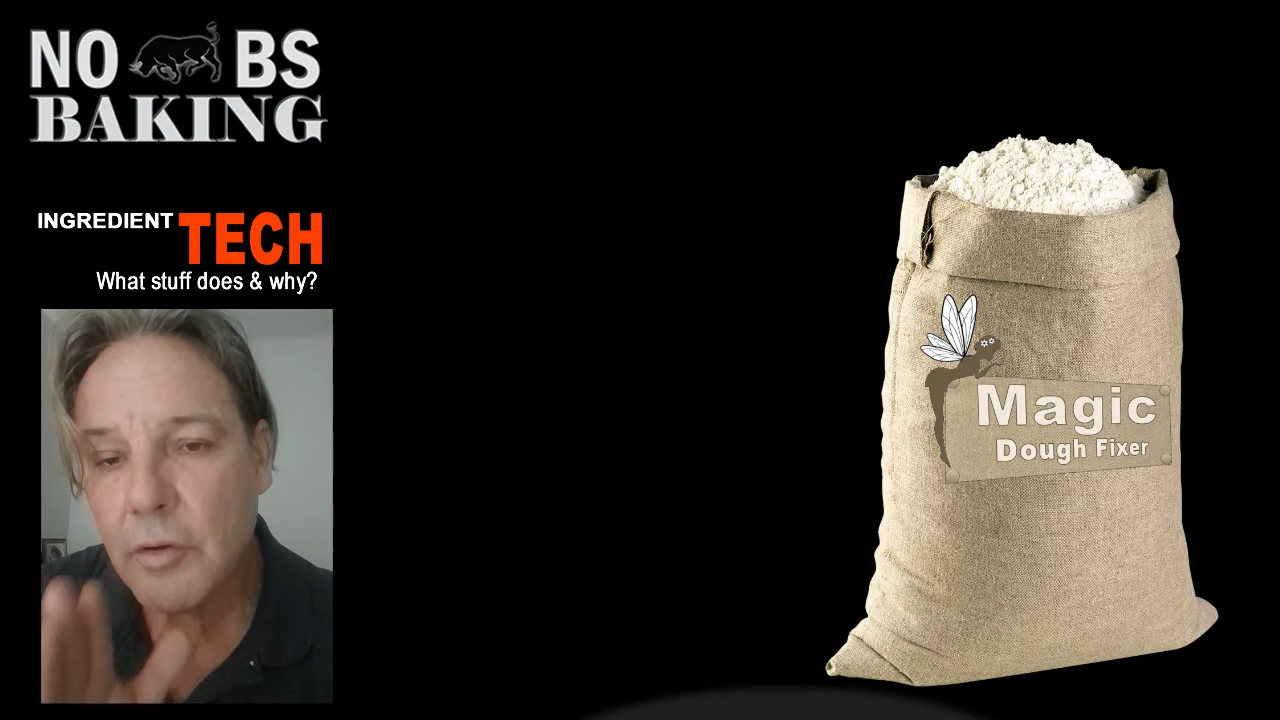 NO BS
BAKING
INGREDIENT TECH
What stuff does & why?
Magic
Dough Fixer